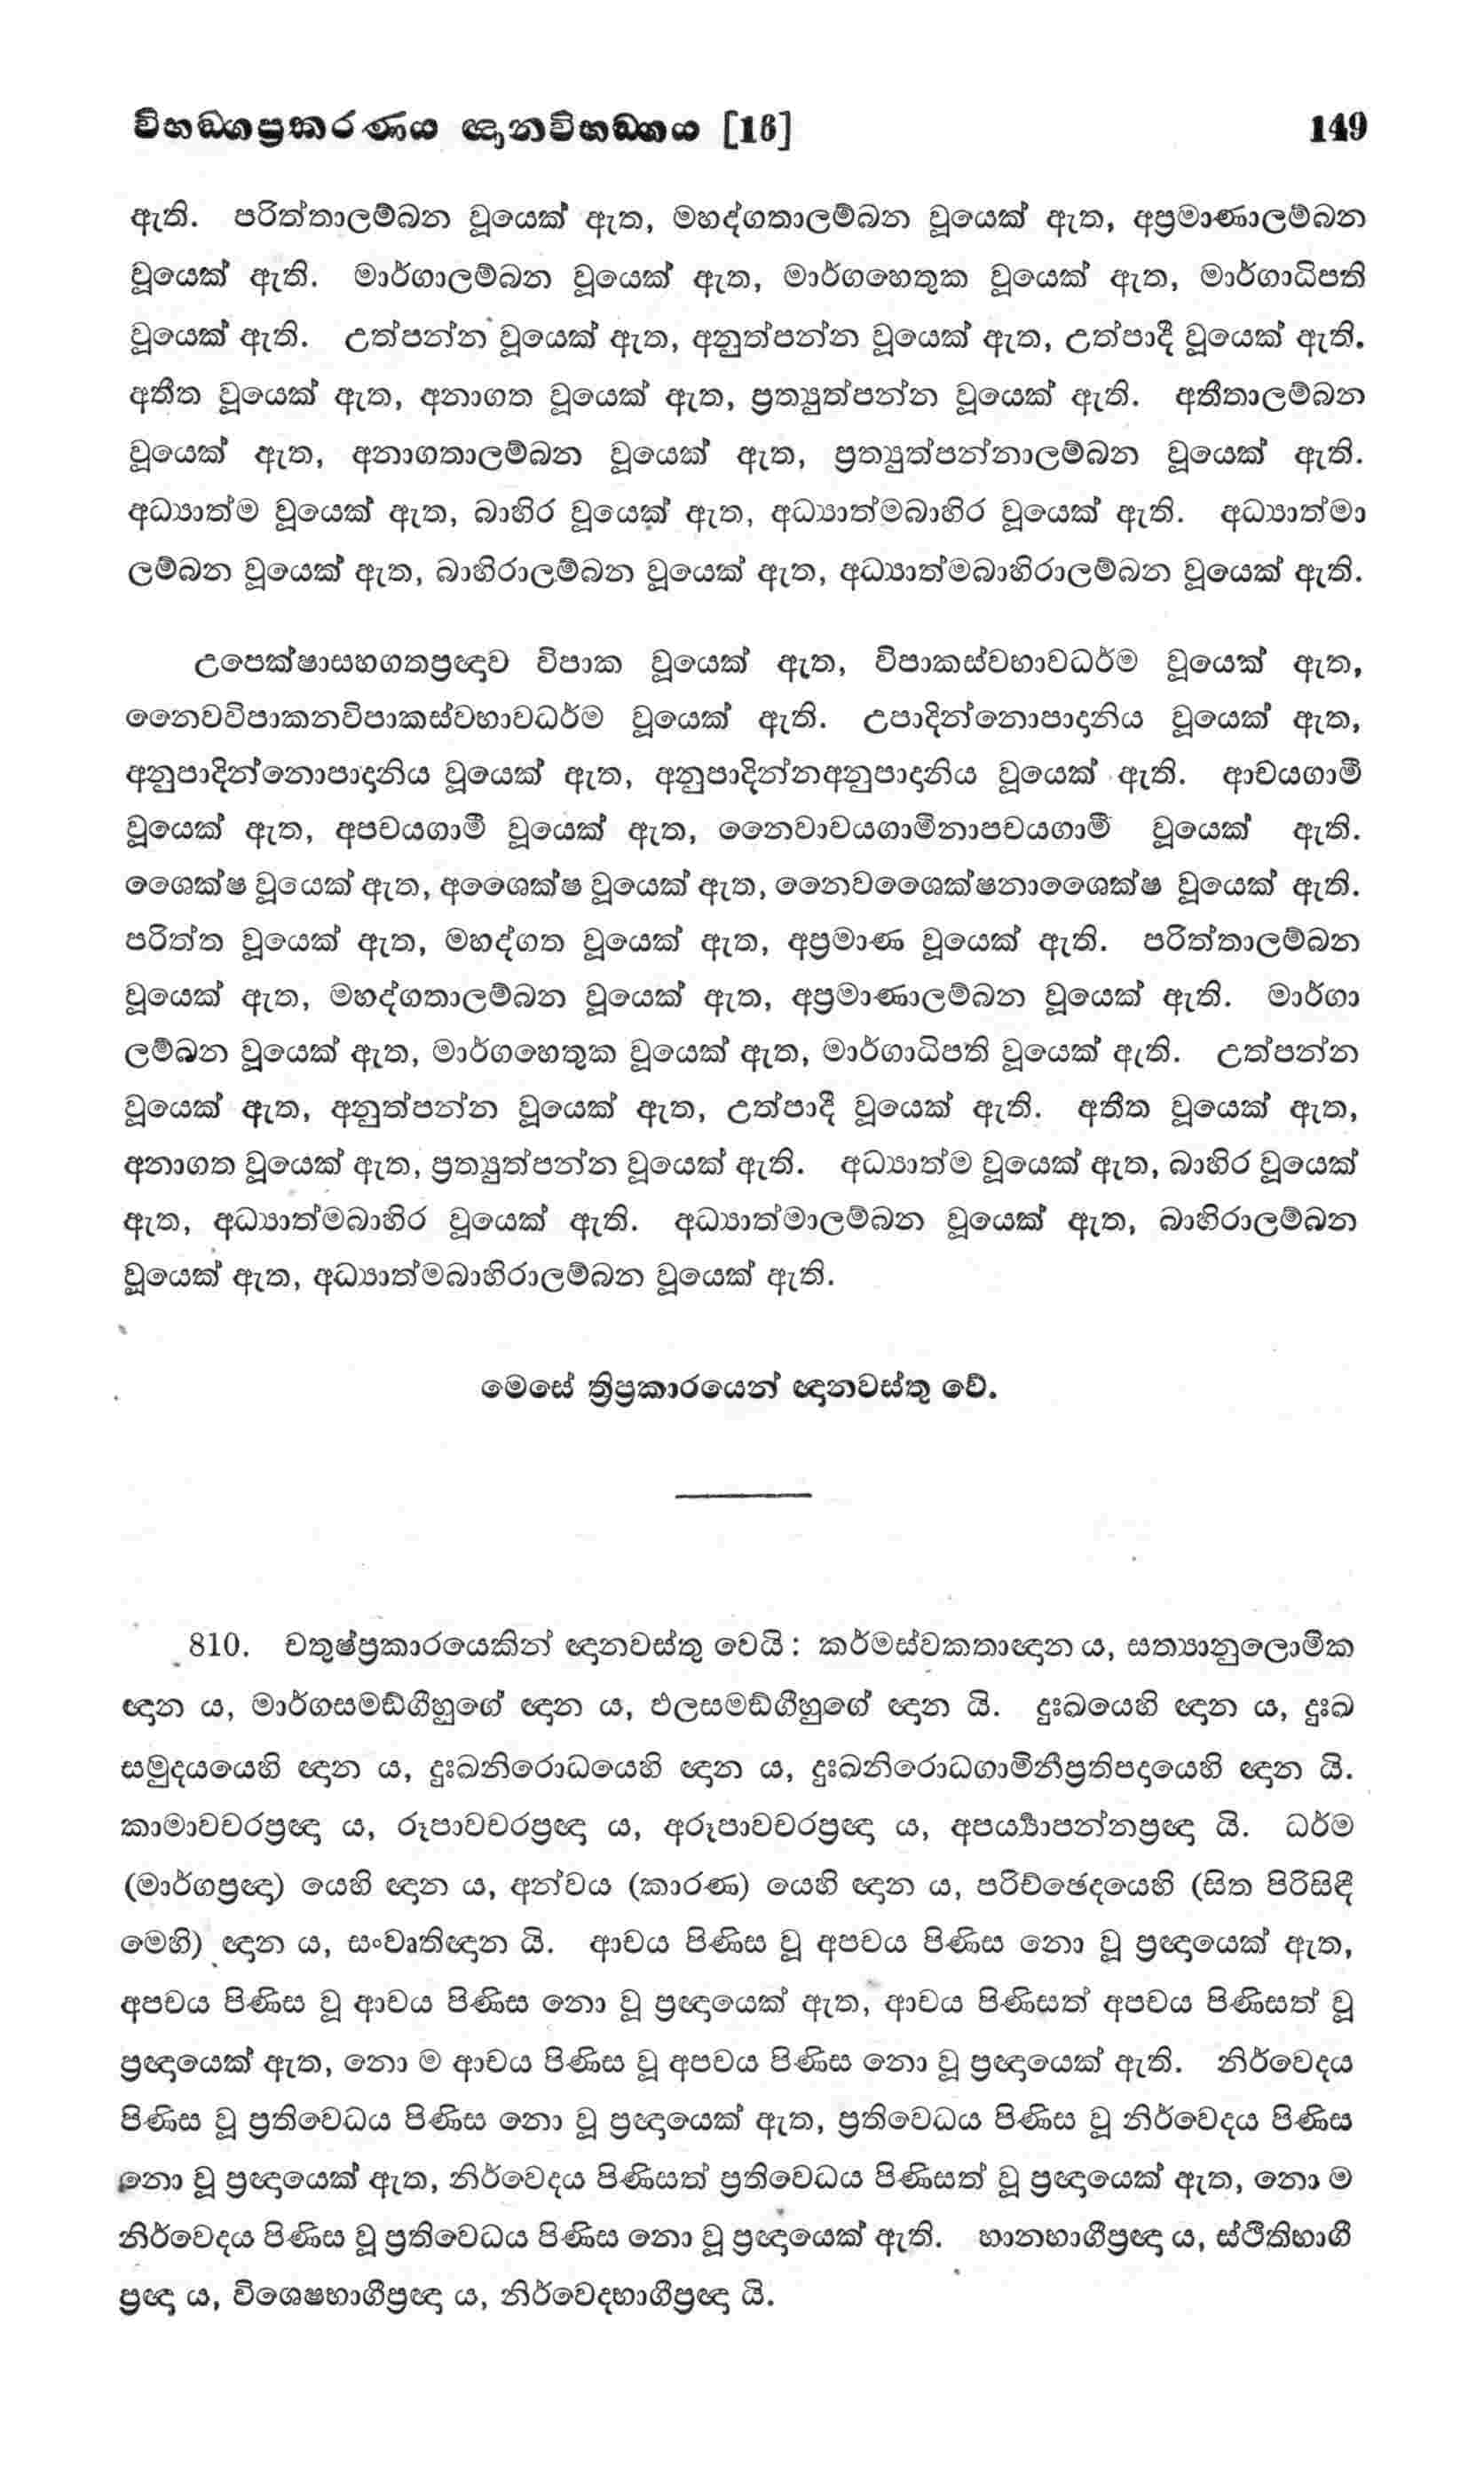 විභඞ්ගප්‍රකරණය ඥානවිභඞ්ගය [16] 149
ඇති. පරිත්තාලම්බන වූයෙක් ඇත, මහද්ගතාලම්බන වූයෙක් ඇත, අප්‍රමාණාලම්බන
වූයෙක් ඇති. මාර්ගාලම්බන වූයෙක් ඇත, මාර්ගහෙතුක වූයෙක් ඇත, මාර්ගාධිපති
වූයෙක් ඇති. උත්පන්න වූයෙක් ඇත, අනුත්පන්න වූයෙක් ඇත, උත්පාදී වූයෙක් ඇති.
අතීත වූයෙක් ඇත, අනාගත වූයෙක් ඇත, ප්‍රත්‍යුත්පන්න වූයෙක් ඇති. අතීතාලම්බන
වූයෙක් ඇත, අනාගතාලම්බන වූයෙක් ඇත, ප්‍රත්‍යුත්පන්නාලම්බන වූයෙක් ඇති.
අධ්‍යාත්ම වූයෙක් ඇත, බාහිර වූයෙක් ඇත, අධ්‍යාත්මබාහිර වූයෙක් ඇති. අධ්‍යාත්මා
ලම්බන වූයෙක් ඇත, බාහිරාලම්බන වූයෙක් ඇත, අධ්‍යාත්මබාහිරාලම්බන වූයෙක් ඇති.
උපෙක්ෂාසහගතප්‍රඥාව විපාක වූයෙක් ඇත, විපාකස්වභාවධර්ම වූයෙක් ඇත,
නෛවවිපාකනවිපාකස්වභාවධර්ම වූයෙක් ඇති. උපාදින්නොපාදානිය වූයෙක් ඇත,
අනුපාදින්නොපාදානිය වූයෙක් ඇත, අනුපාදින්නඅනුපාදානිය වූයෙක් ඇති. ආචයගාමී
වූයෙක් ඇත, අපචයගාමී වූයෙක් ඇත, නෛවාචයගාමිනාපචයගාමී වූයෙක් ඇති.
ශෛක්ෂ වූයෙක් ඇත, අශෛක්ෂ වූයෙක් ඇත, නෛවශෛක්ෂනාශෛක්ෂ වූයෙක් ඇති.
පරිත්ත වූයෙක් ඇත, මහද්ගත වූයෙක් ඇත, අප්‍රමාණ වූයෙක් ඇති. පරිත්තාලම්බන
වූයෙක් ඇත, මහද්ගතාලම්බන වූයෙක් ඇත, අප්‍රමාණාලම්බන වූයෙක් ඇති. මාර්ගා
ලම්බන වූයෙක් ඇත, මාර්ගහෙතුක වූයෙක් ඇත, මාර්ගාධිපති වූයෙක් ඇති. උත්පන්න
වූයෙක් ඇත, අනුත්පන්න වූයෙක් ඇත, උත්පාදී වූයෙක් ඇති. අතීත වූයෙක් ඇත,
අනාගත වූයෙක් ඇත, ප්‍රත්‍යුත්පන්න වූයෙක් ඇති. අධ්‍යාත්ම වූයෙක් ඇත, බාහිර වූයෙක්
ඇත, අධ්‍යාත්මබාහිර වූයෙක් ඇති. අධ්‍යාත්මාලම්බන වූයෙක් ඇත, බාහිරාලම්බන
වූයෙක් ඇත, අධ්‍යාත්මබාහිරාලම්බන වූයෙක් ඇති.
මෙසේ ත්‍රිප්‍රකාරයෙන් ඥානවස්තු වේ.
810. චතුෂ්ප්‍රකාරයෙකින් ඥානවස්තු වෙයි: කර්මස්වකතාඥාන ය, සත්‍යානුලොමික
ඥාන ය, මාර්ගසමඞ්ගීහුගේ ඥාන ය, ඵලසමඞ්ගීහුගේ ඥාන යි. දුඃඛයෙහි ඥාන ය, දුඃඛ
සමුදයයෙහි ඥාන ය, දුඃඛනිරොධයෙහි ඥාන ය, දුඃඛනිරොධගාමිනීප්‍රතිපදායෙහි ඥාන යි.
කාමාවචරප්‍රඥා ය, රූපාවචරප්‍රඥා ය, අරූපාවචරප්‍රඥා ය, අපර්‍ය්‍යාපන්නප්‍රඥා යි. ධර්ම
(මාර්ගප්‍රඥා) යෙහි ඥාන ය, අන්වය (කාරණ) යෙහි ඥාන ය, පරිච්ඡෙදයෙහි (සිත පිරිසිඳී
මෙහි) ඥාන ය, සංවෘතිඥාන යි. ආචය පිණිස වූ අපචය පිණිස නො වූ ප්‍රඥායෙක් ඇත,
අපචය පිණිස වූ ආචය පිණිස නො වූ ප්‍රඥායෙක් ඇත, ආචය පිණිසත් අපචය පිණිසත් වූ
ප්‍රඥායෙක් ඇත, නො ම ආචය පිණිස වූ අපචය පිණිස නො වූ ප්‍රඥායෙක් ඇති. නිර්වෙදය
පිණිස වූ ප්‍රතිවෙධය පිණිස නො වූ ප්‍රඥායෙක් ඇත, ප්‍රතිවෙධය පිණිස වූ නිර්වෙදය පිණිස
නො වූ ප්‍රඥායෙක් ඇත, නිර්වෙදය පිණිසත් ප්‍රතිවෙධය පිණිසත් වූ ප්‍රඥායෙක් ඇත, නො ම
නිර්වෙදය පිණිස වූ ප්‍රතිවෙධය පිණිස නො වූ ප්‍රඥායෙක් ඇති. හානභාගීප්‍රඥා ය, ස්ථිතිභාගී
ප්‍රඥා ය, විශෙෂභාගීප්‍රඥා ය, නිර්වෙදභාගීප්‍රඥා යි.